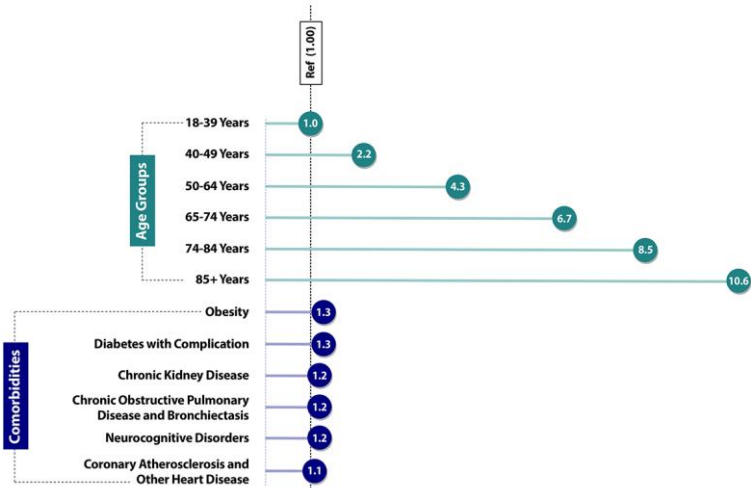 Ref (1.00)
Age Groups
18-39 Years
1.0
40-49 Years
2.2
50-64 Years
4.3
65-74 Years
6.7
74-84 Years
8.5
85+ Years
10.6
Comorbidities
Obesity
1.3
Diabetes with Complication
1.3
Chronic Kidney Disease
1.2
Chronic Obstructive Pulmonary
Disease and Bronchiectasis
1.2
Neurocognitive Disorders
1.2
Coronary Atherosclerosis and
Other Heart Disease
1.1